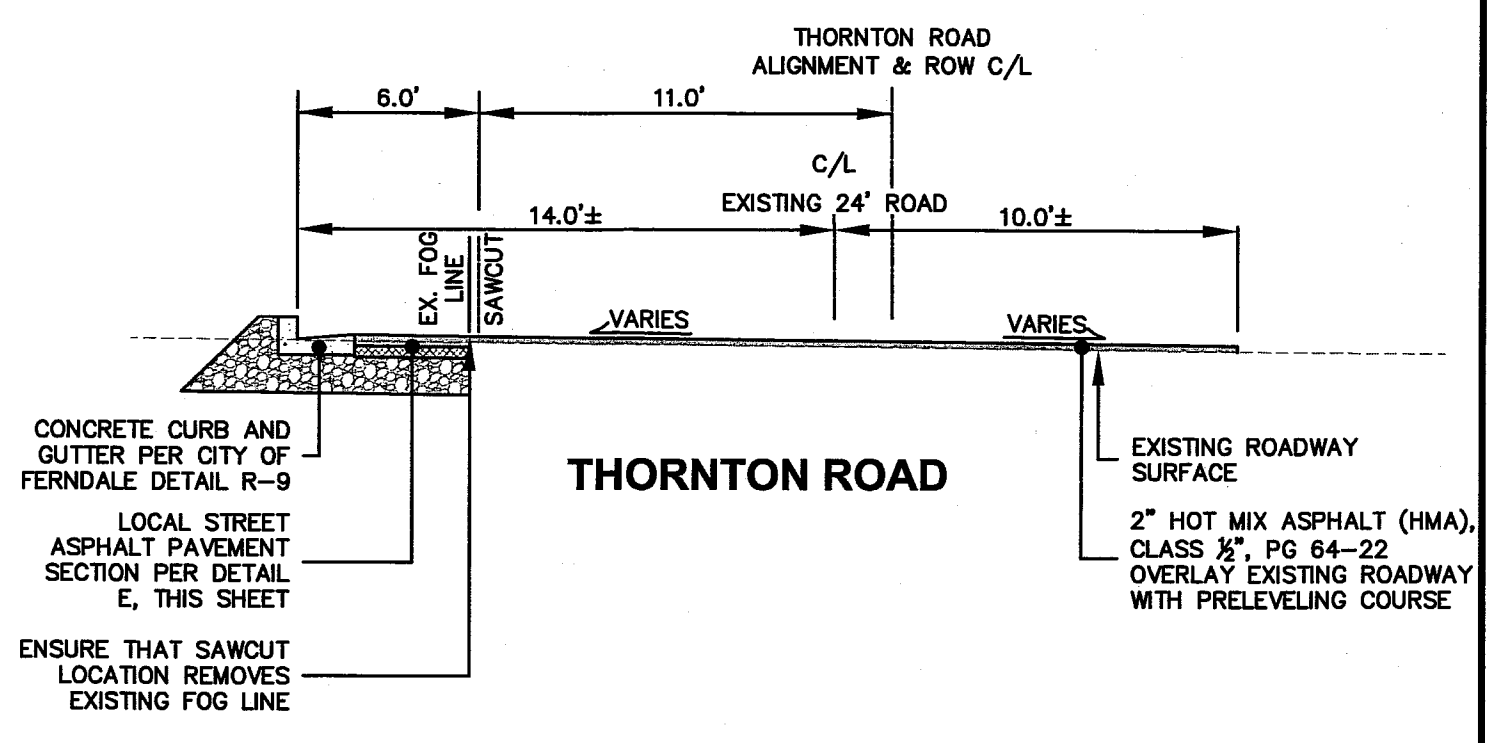 THORNTON ROAD
ALIGNMENT & ROW C/L
6.0'
11.0'
C/L
EXISTING 24' ROAD
14.0'±
10.0'±
EX. FOG
LINE
SAWCUT
VARIES
VARIES
CONCRETE CURB AND
GUTTER PER CITY OF
FERNDALE DETAIL R-9
LOCAL STREET
ASPHALT PAVEMENT
SECTION PER DETAIL
E, THIS SHEET
ENSURE THAT SAWCUT
LOCATION REMOVES
EXISTING FOG LINE
THORNTON ROAD
EXISTING ROADWAY
SURFACE
2" HOT MIX ASPHALT (HMA),
CLASS ½", PG 64-22
OVERLAY EXISTING ROADWAY
WITH PRELEVELING COURSE